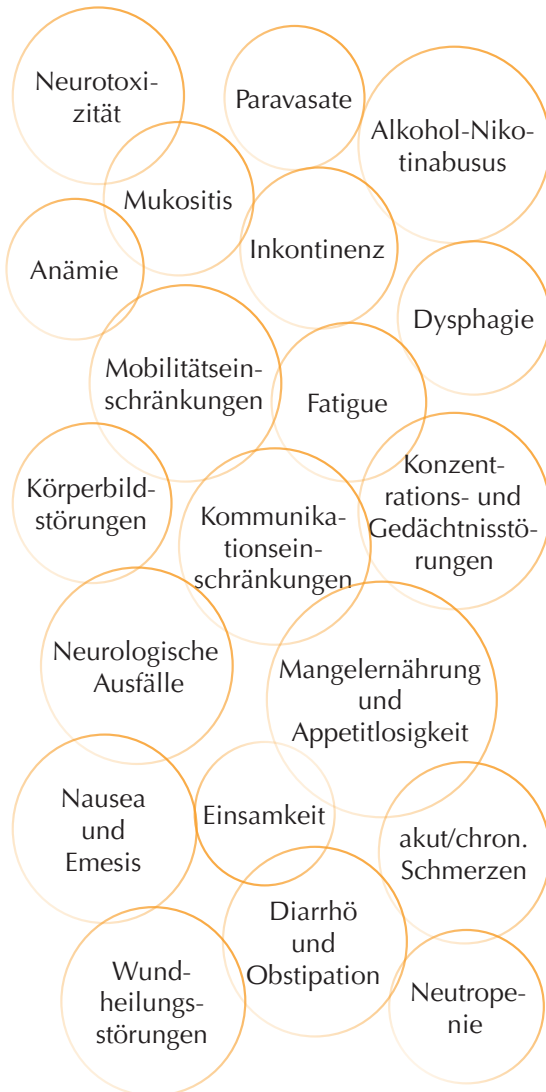 Neurotoxi-
zität
Paravasate
Alkohol-Niko-
tinabusus
Mukositis
Inkontinenz
Anämie
Dysphagie
Mobilitätsein-
schränkungen
Fatigue
Körperbild-
störungen
Kommunika-
tionsein-
schränkungen
Konzent-
rations- und
Gedächtnisstö-
rungen
Neurologische
Ausfälle
Mangelernährung
und
Appetitlosigkeit
Nausea
und
Emesis
Einsamkeit
akut/chron.
Schmerzen
Diarrhö
und
Obstipation
Wund-
heilungs-
störungen
Neutrope-
nie